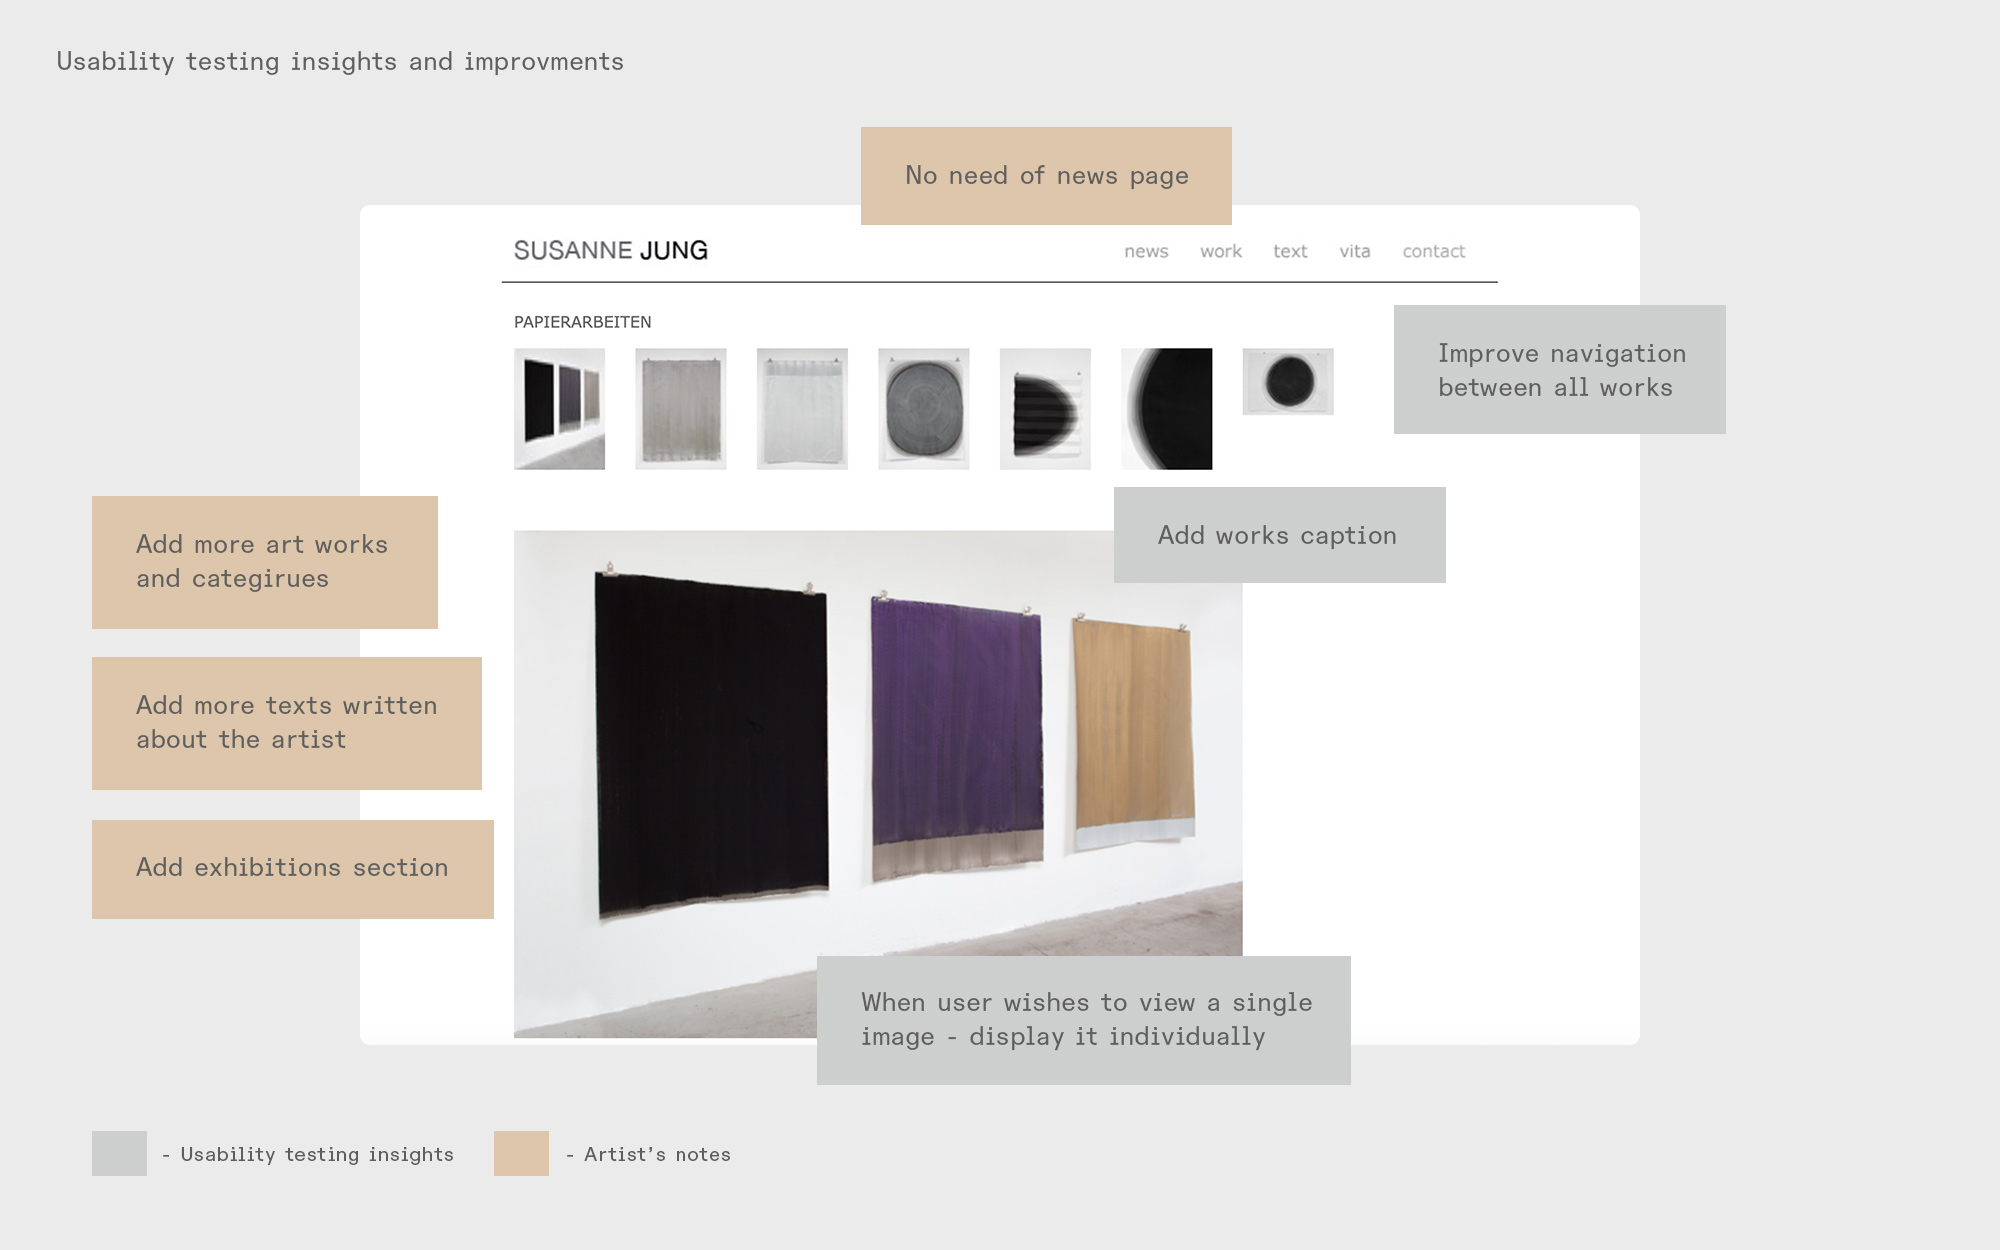 Usability testing insights and improvments
No need of news page
SUSANNE JUNG
news work text vita contact
PAPIERARBEITEN
Improve navigation
between all works
Add works caption
Add more art works
and categirues
Add more texts written
about the artist
Add exhibitions section
When user wishes to view a single
image - display it individually
- Usability testing insights
- Artist's notes